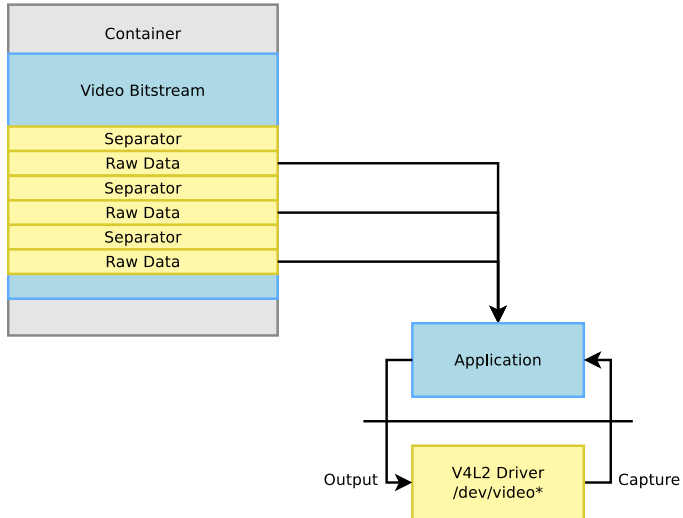 Container
Video Bitstream
Separator
Raw Data
Separator
Raw Data
Separator
Raw Data
Application
Output
V4L2 Driver
/dev/video*
Capture